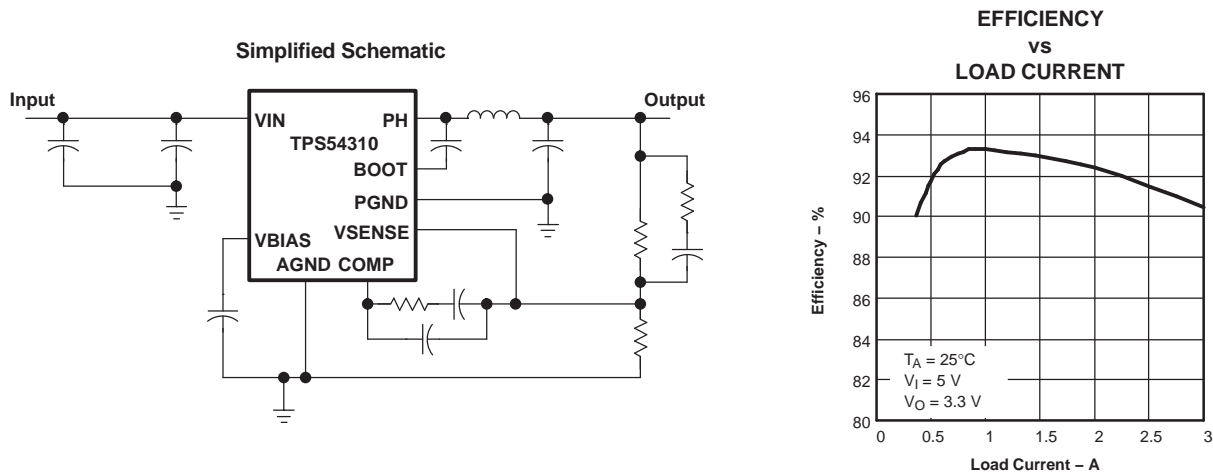 Simplified Schematic
Input
Output
VIN
PH
TPS54310
BOOT
PGND
VSENSE
VBIAS
AGND COMP
EFFICIENCY
vs
LOAD CURRENT
96
94
92
90
88
86
84
82
80
Efficiency – %
TA = 25°C
VI = 5 V
VO = 3.3 V
0 0.5 1 1.5 2 2.5 3
Load Current – A